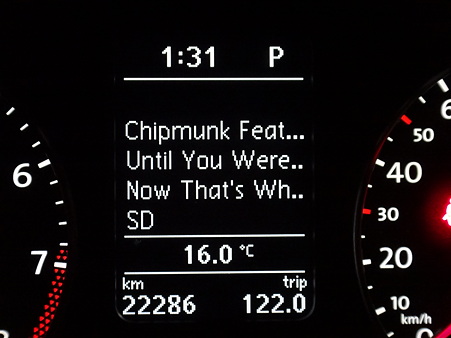 1:31 P
Chipmunk Feat...
Until You Were..
Now That's Wh..
SD
16.0 °C
km trip
22286 122.0
6
7
50
40
30
20
10
km/h